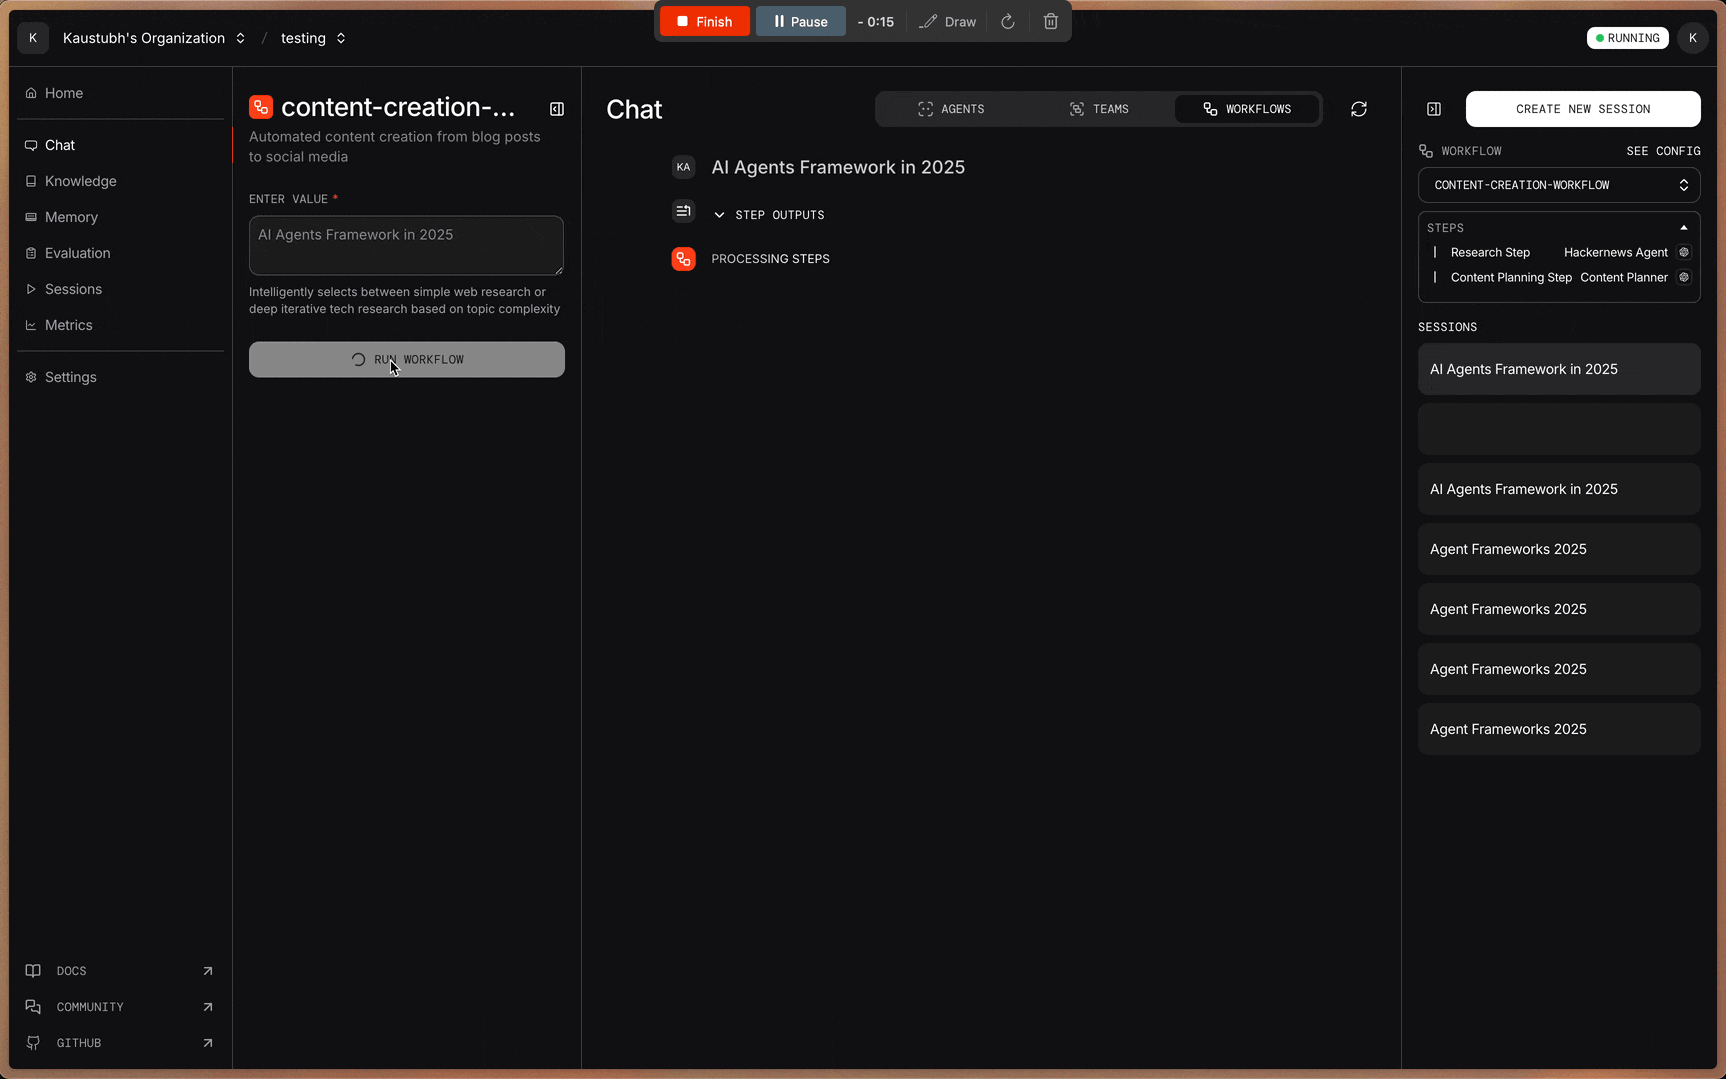 Finish
Pause
- 0:15
Draw
K
Kaustubh's Organization
/
testing
RUNNING
K
Home
Chat
Knowledge
Memory
Evaluation
Sessions
Metrics
Settings
DOCS
COMMUNITY
GITHUB
content-creation-...
Automated content creation from blog posts
to social media
ENTER VALUE *
AI Agents Framework in 2025
Intelligently selects between simple web research or
deep iterative tech research based on topic complexity
RUN WORKFLOW
Chat
AGENTS
TEAMS
WORKFLOWS
KA
AI Agents Framework in 2025
STEP OUTPUTS
PROCESSING STEPS
CREATE NEW SESSION
WORKFLOW
SEE CONFIG
CONTENT-CREATION-WORKFLOW
STEPS
Research Step Hackernews Agent
Content Planning Step Content Planner
SESSIONS
AI Agents Framework in 2025
AI Agents Framework in 2025
Agent Frameworks 2025
Agent Frameworks 2025
Agent Frameworks 2025
Agent Frameworks 2025